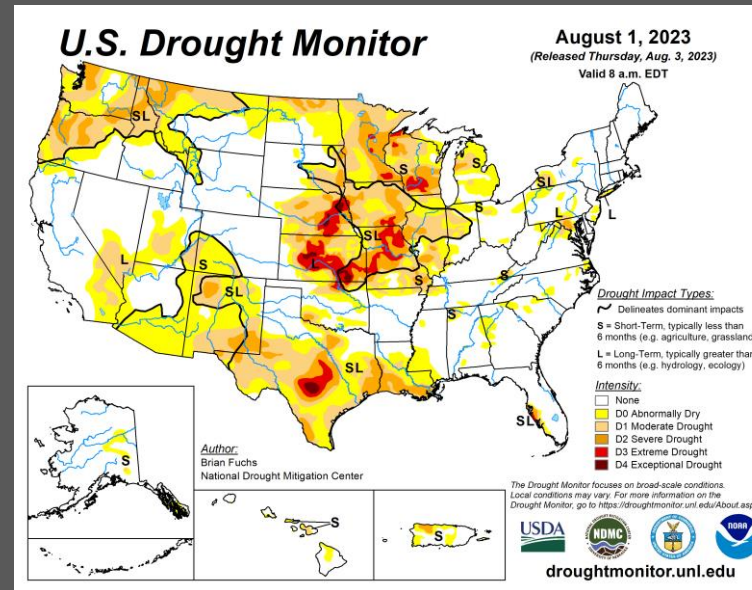 U.S. Drought Monitor
August 1, 2023
(Released Thursday, Aug. 3, 2023)
Valid 8 a.m. EDT
SL
S
S
SL
S
L
L
L
S
SL
SL
S
S
S
SL
SL
Drought Impact Types:
Delineates dominant impacts
S = Short-Term, typically less than
6 months (e.g. agriculture, grassland
L = Long-Term, typically greater than
6 months (e.g. hydrology, ecology)
Intensity:
None
D0 Abnormally Dry
D1 Moderate Drought
D2 Severe Drought
D3 Extreme Drought
D4 Exceptional Drought
Author:
Brian Fuchs
National Drought Mitigation Center
S
S
S
The Drought Monitor focuses on broad-scale conditions.
Local conditions may vary. For more information on the
Drought Monitor, go to https://droughtmonitor.unl.edu/About.asp
USDA
NDMC
NOAA
droughtmonitor.unl.edu